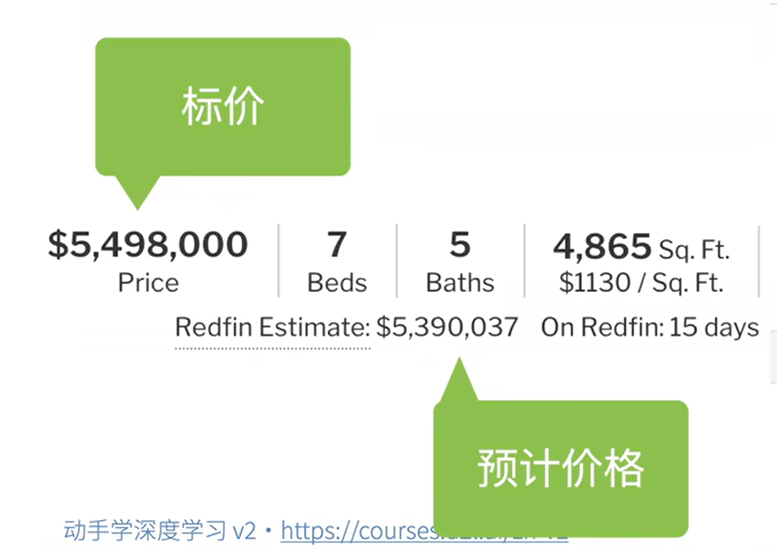 标价
$5,498,000 7 5 4,865 Sq. Ft.
Price Beds Baths $1130 / Sq. Ft.
Redfin Estimate: $5,390,037 On Redfin: 15 days
预计价格
动手学深度学习 v2 · https://courses